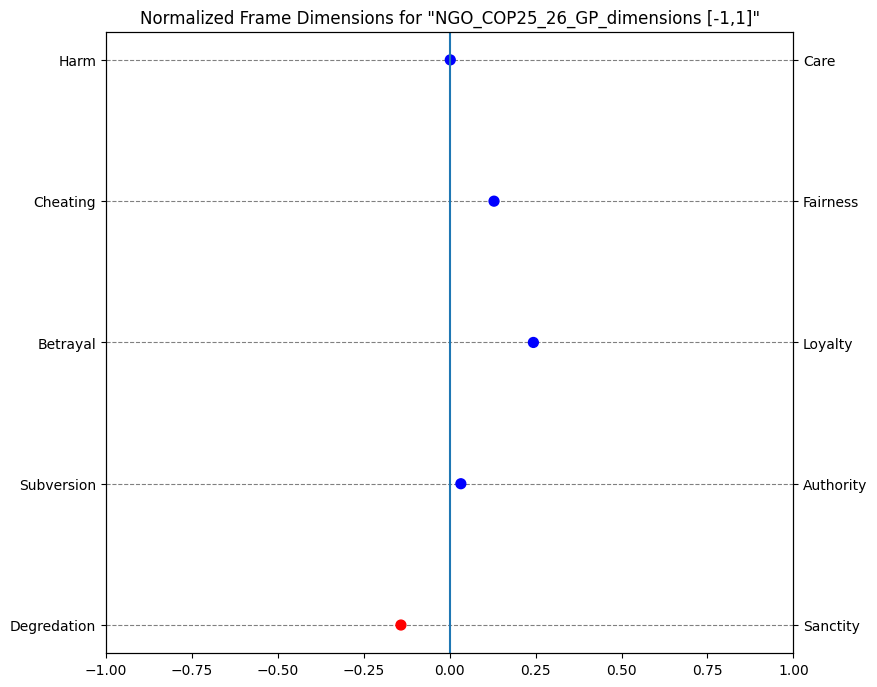 Normalized Frame Dimensions for "NGO_COP25_26_GP_dimensions [-1,1]"
Harm Care
Cheating Fairness
Betrayal Loyalty
Subversion Authority
Degredation Sanctity
−1.00 −0.75 −0.50 −0.25 0.00 0.25 0.50 0.75 1.00